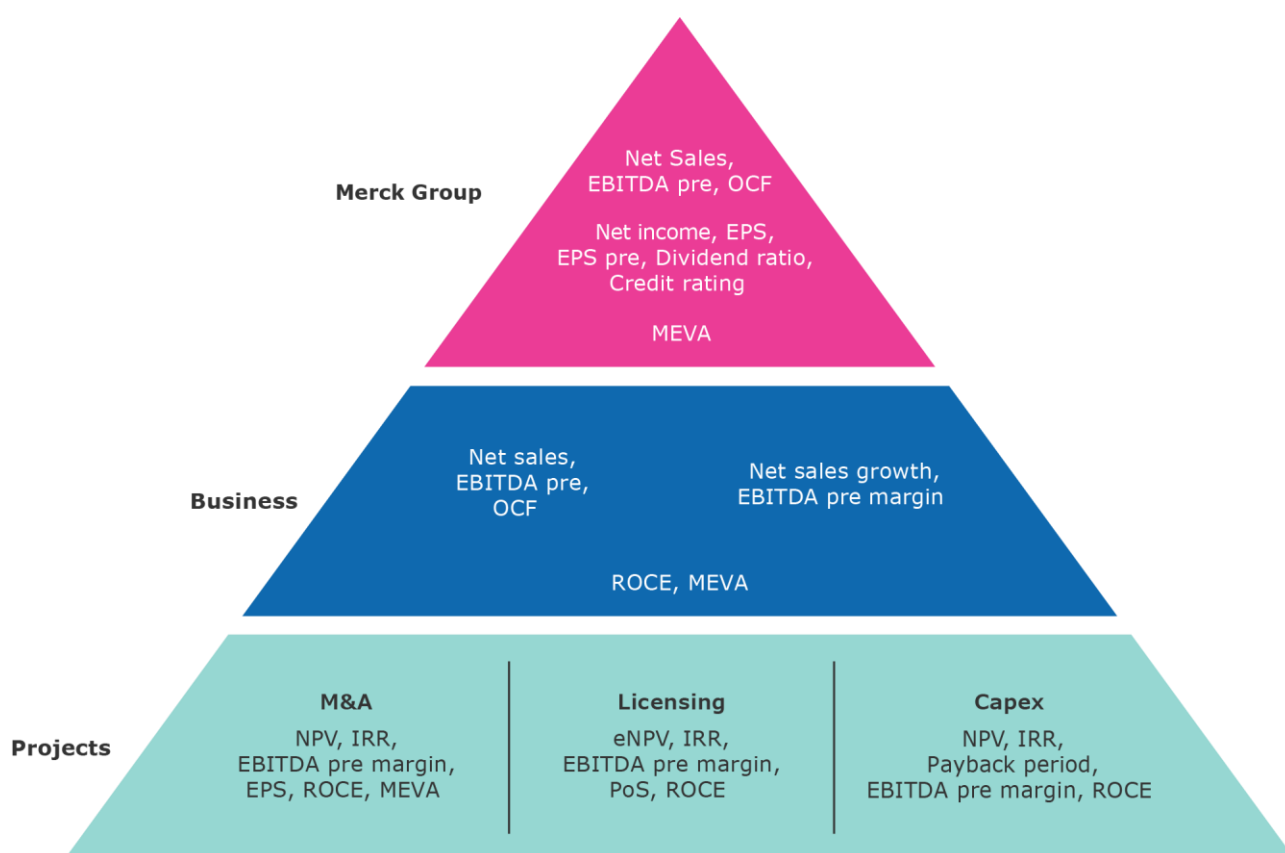 Merck Group
Net Sales,
EBITDA pre, OCF
Net income, EPS,
EPS pre, Dividend ratio,
Credit rating
MEVA
Business
Net sales,
EBITDA pre,
OCF
Net sales growth,
EBITDA pre margin
ROCE, MEVA
Projects
M&A
NPV, IRR,
EBITDA pre margin,
EPS, ROCE, MEVA
Licensing
eNPV, IRR,
EBITDA pre margin,
PoS, ROCE
Capex
NPV, IRR,
Payback period,
EBITDA pre margin, ROCE